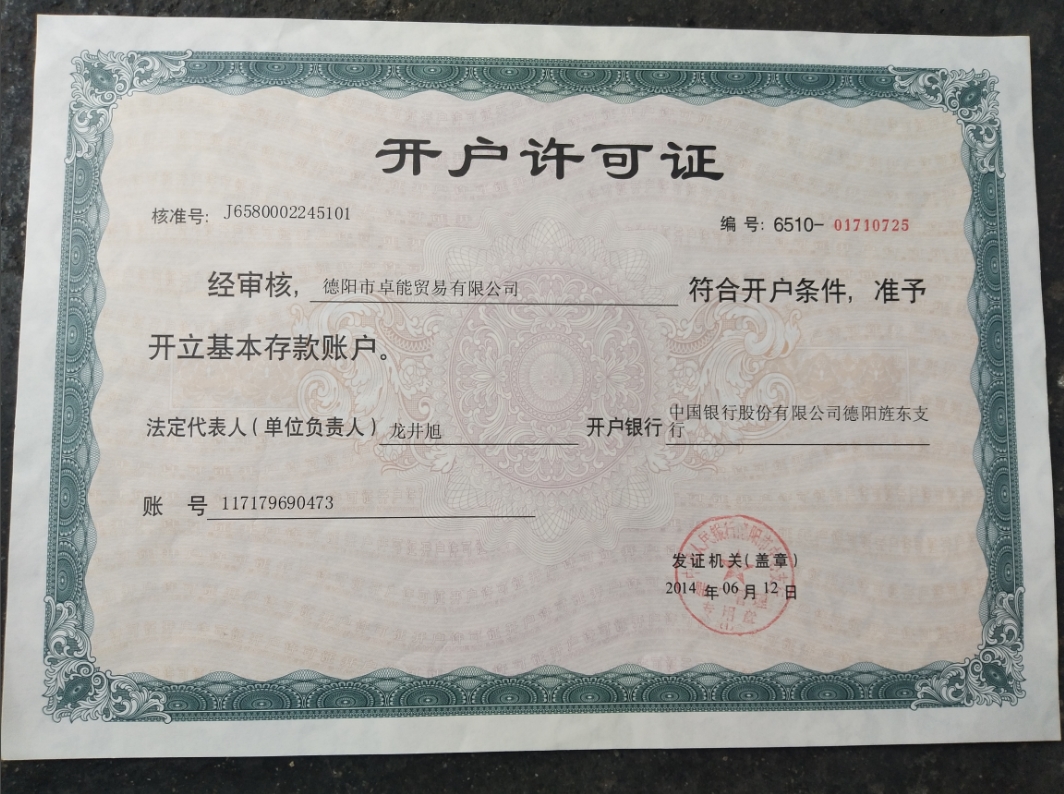 开户许可证
核准号: J6580002245101
编 号: 6510- 01710725
经审核, 德阳市卓能贸易有限公司 符合开户条件, 准予
开立基本存款账户。
法定代表人(单位负责人) 龙井旭 开户银行 中国银行股份有限公司德阳旌东支
行
账 号 117179690473
发证机关(盖章)
2014 年 06 月 12 日